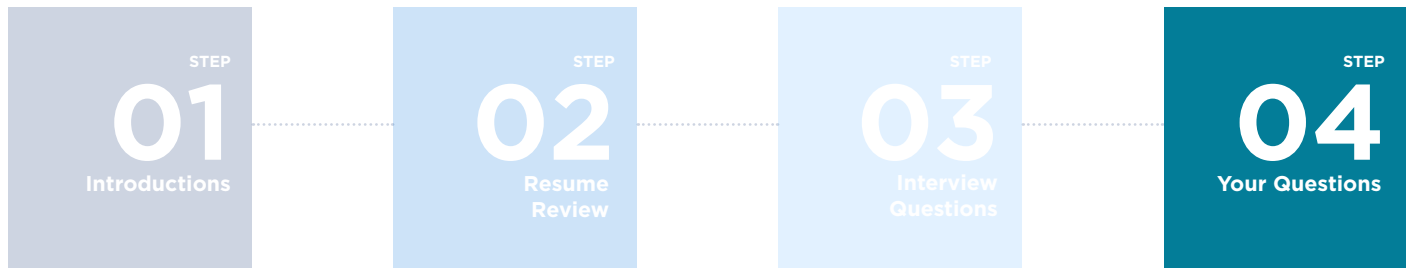 STEP
01
Introductions
STEP
02
Resume
Review
STEP
03
Interview
Questions
STEP
04
Your Questions